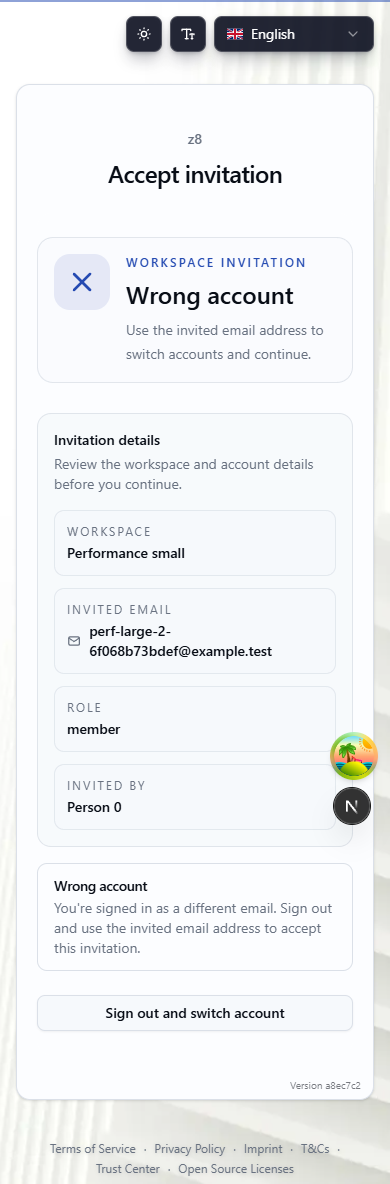 English
z8
Accept invitation
WORKSPACE INVITATION
Wrong account
Use the invited email address to
switch accounts and continue.
Invitation details
Review the workspace and account details
before you continue.
WORKSPACE
Performance small
INVITED EMAIL
perf-large-2-
6f068b73bdef@example.test
ROLE
member
INVITED BY
Person 0
N
Wrong account
You're signed in as a different email. Sign out
and use the invited email address to accept
this invitation.
Sign out and switch account
Version a8ec7c2
Terms of Service · Privacy Policy · Imprint · T&Cs ·
Trust Center · Open Source Licenses